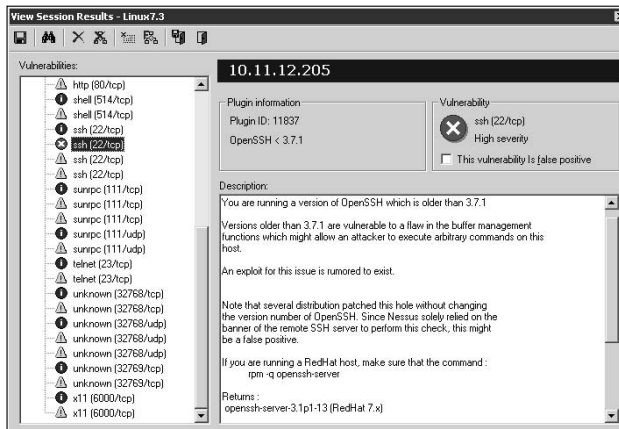 View Session Results - Linux7.3
Vulnerabilities:
http (80/tcp)
shell (514/tcp)
shell (514/tcp)
ssh (22/tcp)
ssh (22/tcp)
ssh (22/tcp)
ssh (22/tcp)
sunrpc (111/tcp)
sunrpc (111/tcp)
sunrpc (111/tcp)
sunrpc (111/udp)
sunrpc (111/udp)
telnet (23/tcp)
telnet (23/tcp)
unknown (32768/tcp)
unknown (32768/tcp)
unknown (32768/udp)
unknown (32768/udp)
unknown (32768/udp)
unknown (32769/tcp)
unknown (32769/tcp)
x11 (6000/tcp)
x11 (6000/tcp)
10.11.12.205
Plugin information
Plugin ID: 11837
OpenSSH < 3.7.1
Vulnerability
ssh (22/tcp)
High severity
This vulnerability Is false positive
Description:
You are running a version of OpenSSH which is older than 3.7.1
Versions older than 3.7.1 are vulnerable to a flaw in the buffer management
functions which might allow an attacker to execute arbitrary commands on this
host.
An exploit for this issue is rumored to exist.
Note that several distribution patched this hole without changing
the version number of OpenSSH. Since Nessus solely relied on the
banner of the remote SSH server to perform this check, this might
be a false positive.
If you are running a RedHat host, make sure that the command :
rpm -q openssh-server
Returns :
openssh-server-3.1p1-13 (RedHat 7.x)